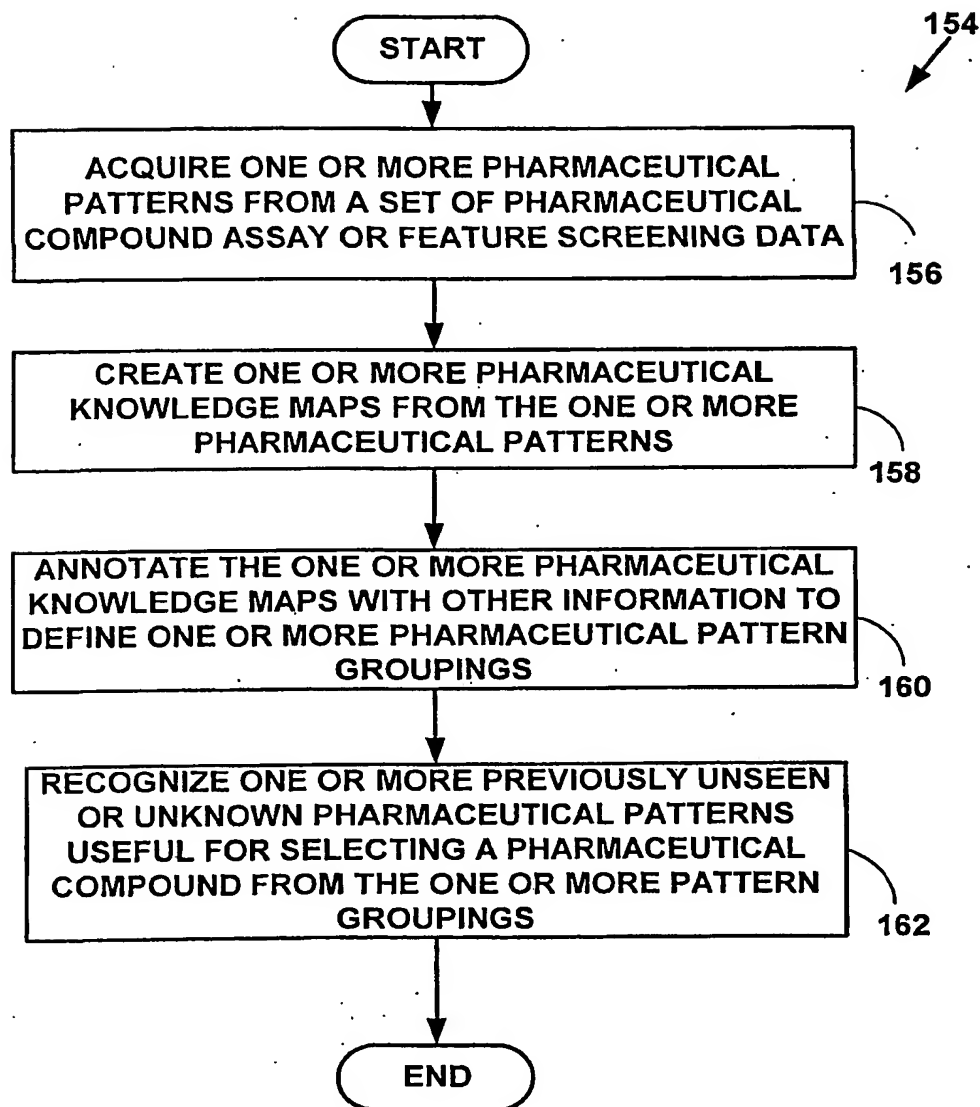 START
154
ACQUIRE ONE OR MORE PHARMACEUTICAL
PATTERNS FROM A SET OF PHARMACEUTICAL
COMPOUND ASSAY OR FEATURE SCREENING DATA
156
CREATE ONE OR MORE PHARMACEUTICAL
KNOWLEDGE MAPS FROM THE ONE OR MORE
PHARMACEUTICAL PATTERNS
158
ANNOTATE THE ONE OR MORE PHARMACEUTICAL
KNOWLEDGE MAPS WITH OTHER INFORMATION TO
DEFINE ONE OR MORE PHARMACEUTICAL PATTERN
GROUPINGS
160
RECOGNIZE ONE OR MORE PREVIOUSLY UNSEEN
OR UNKNOWN PHARMACEUTICAL PATTERNS
USEFUL FOR SELECTING A PHARMACEUTICAL
COMPOUND FROM THE ONE OR MORE PATTERN
GROUPINGS
162
END